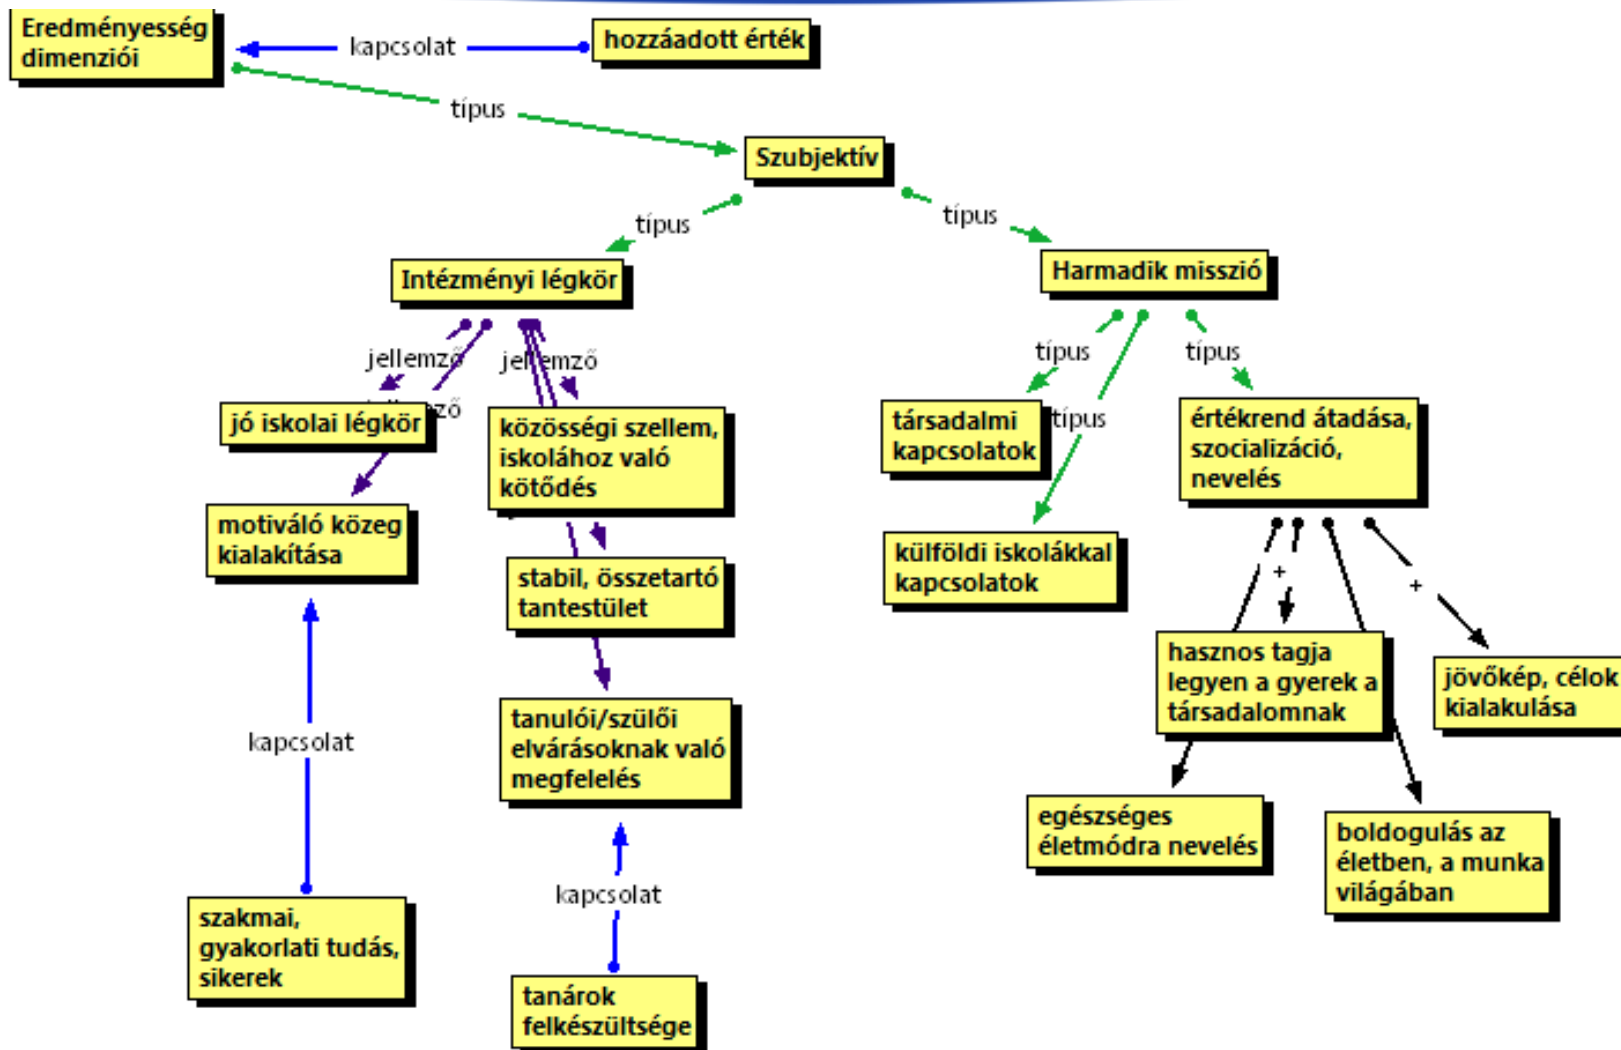 Eredményesség
dimenziói
kapcsolat
hozzáadott érték
típus
Szubjektív
típus
típus
Intézményi légkör
Harmadik misszió
jellemző
jellemző
típus
típus
jó iskolai légkör
közösségi szellem,
iskolához való
kötődés
társadalmi
kapcsolatok
típus
értékrend átadása,
szocializáció,
nevelés
motiváló közeg
kialakítása
stabil, összetartó
tantestület
külföldi iskolákkal
kapcsolatok
+
+
hasznos tagja
legyen a gyerek a
társadalomnak
jövőkép, célok
kialakulása
tanulói/szülői
elvárásoknak való
megfelelés
kapcsolat
egészséges
életmódra nevelés
boldogulás az
életben, a munka
világában
kapcsolat
szakmai,
gyakorlati tudás,
sikerek
tanárok
felkészültsége